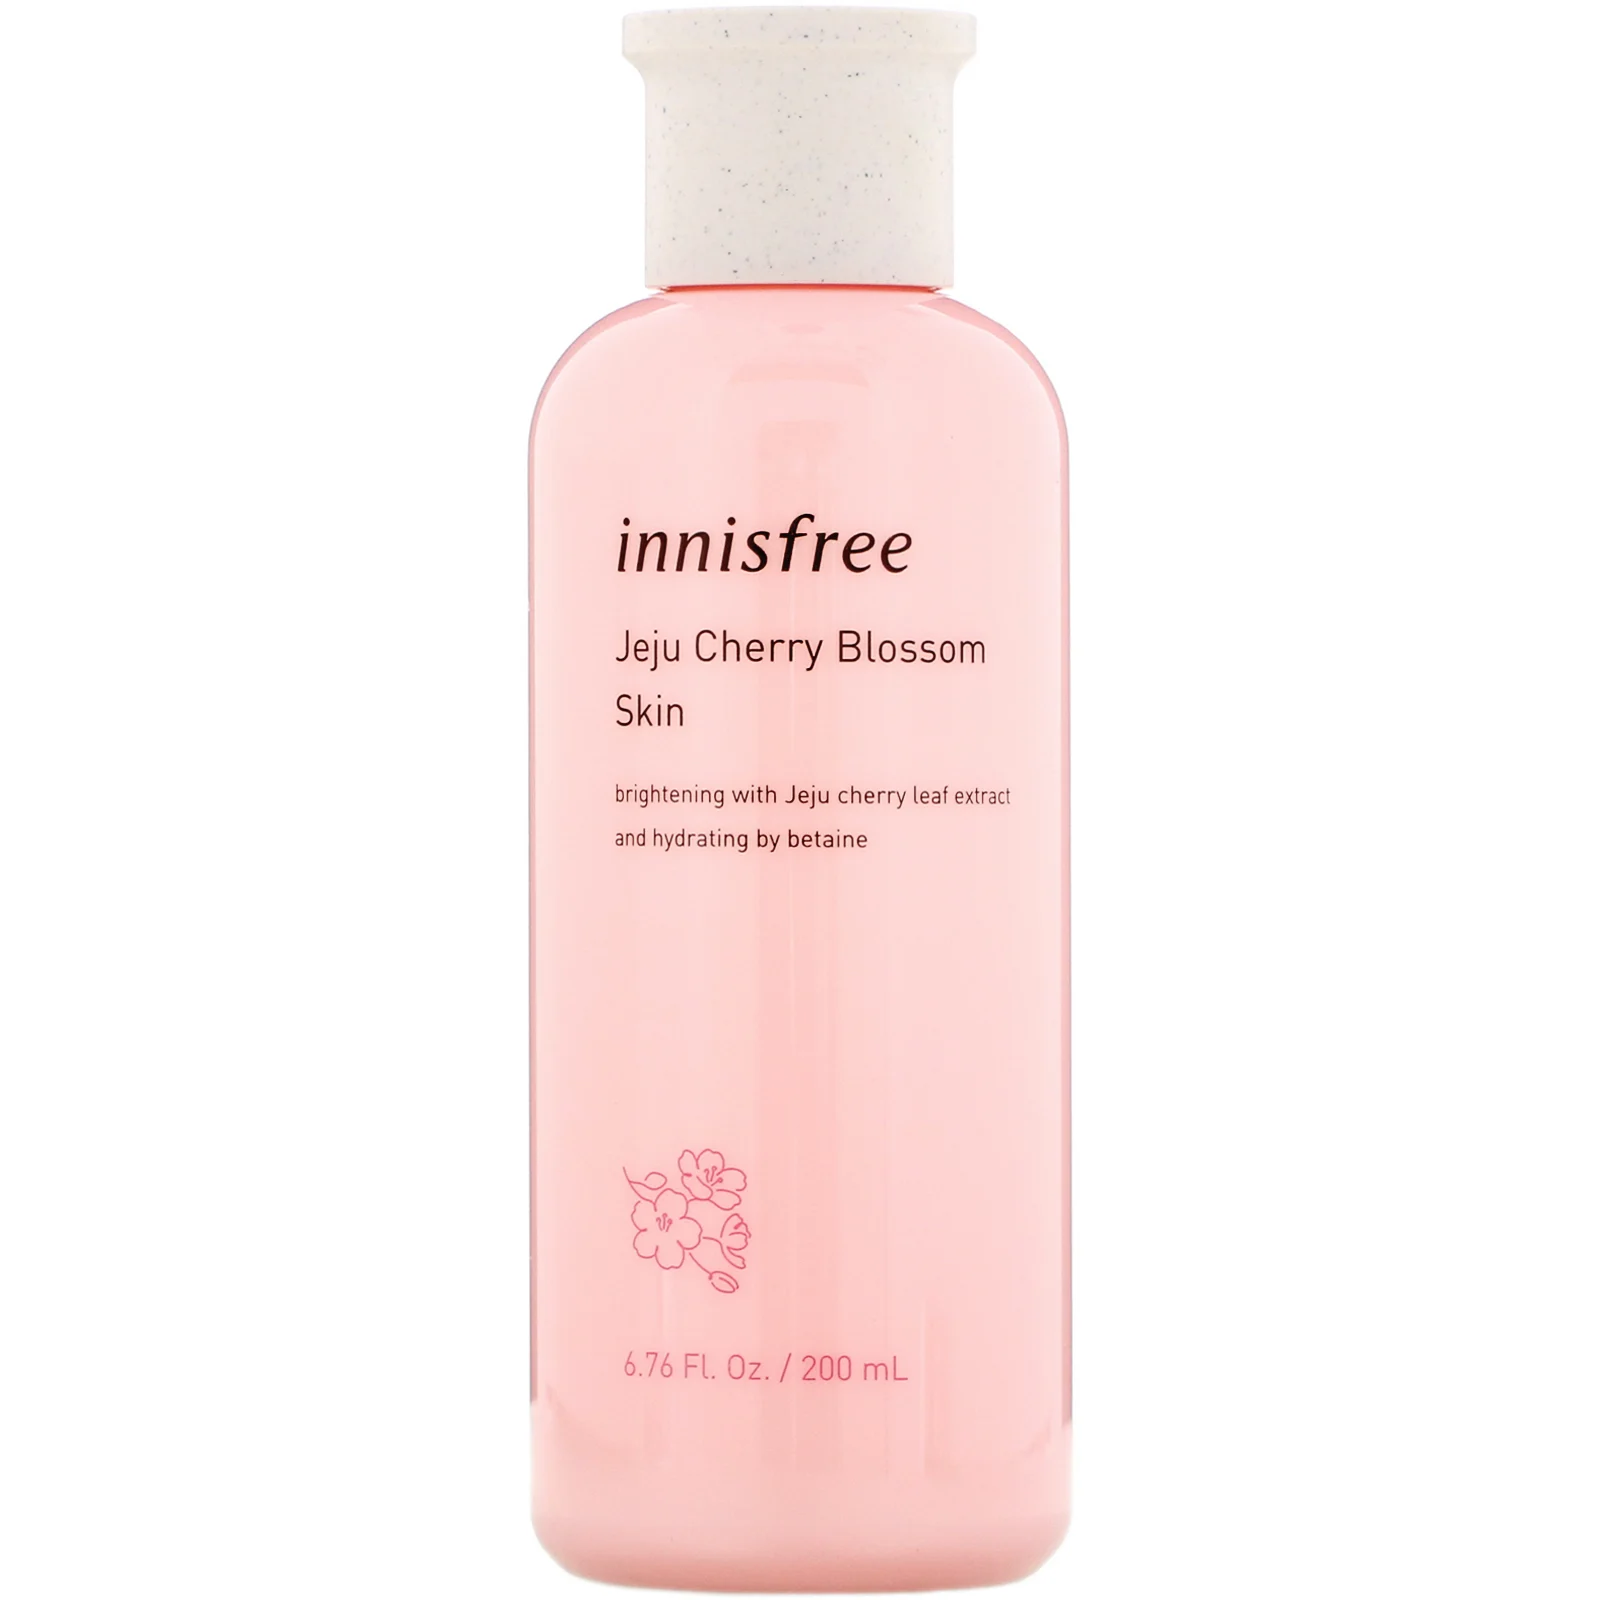 innisfree
Jeju Cherry Blossom
Skin
brightening with Jeju cherry leaf extract
and hydrating by betaine
6.76 Fl. Oz. / 200 mL